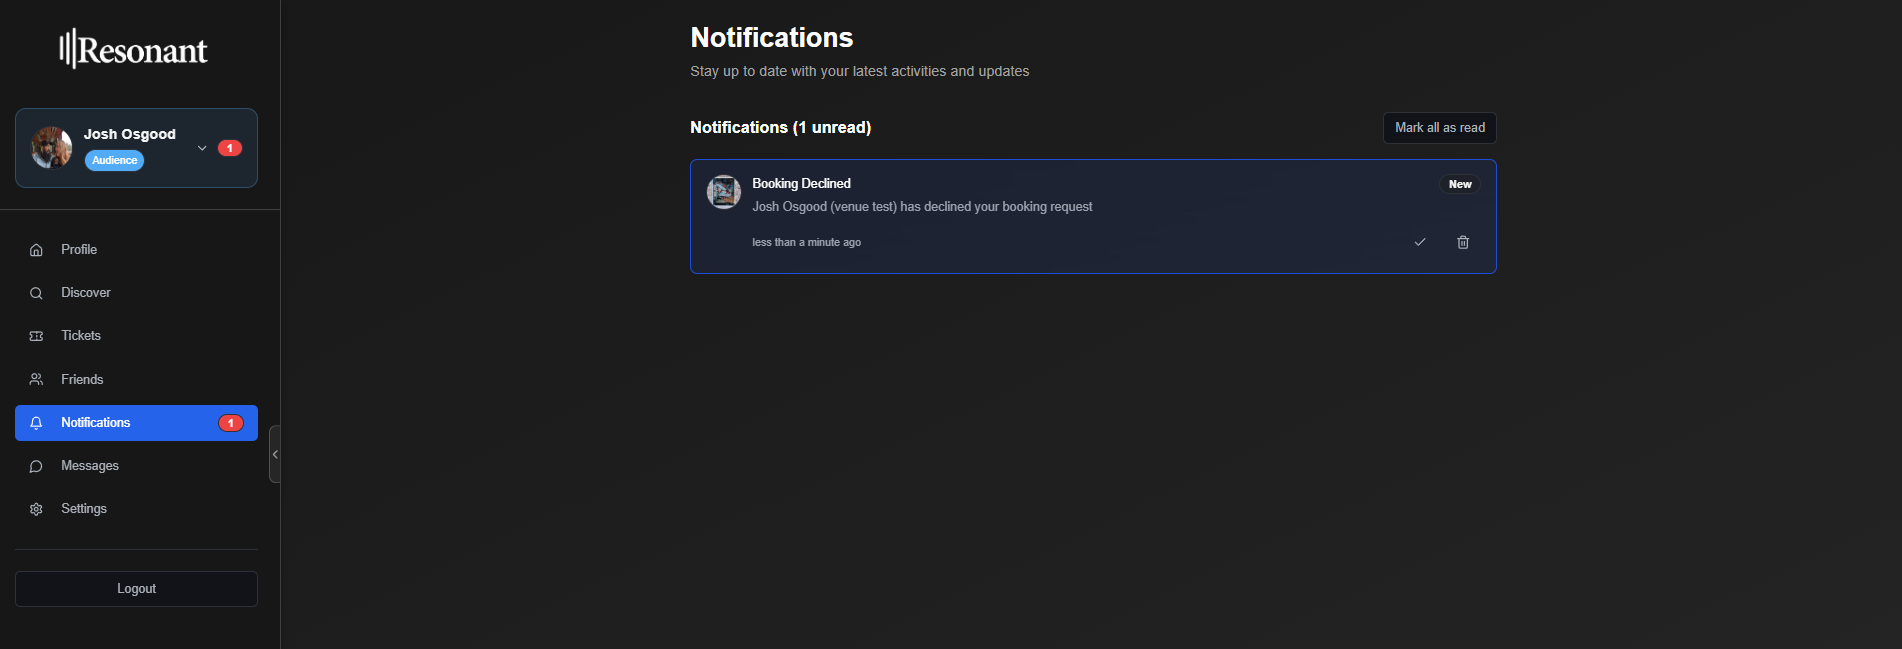 Resonant
Josh Osgood
Audience
1
Profile
Discover
Tickets
Friends
Notifications
1
Messages
Settings
Logout
Notifications
Stay up to date with your latest activities and updates
Notifications (1 unread)
Mark all as read
Booking Declined
New
Josh Osgood (venue test) has declined your booking request
less than a minute ago